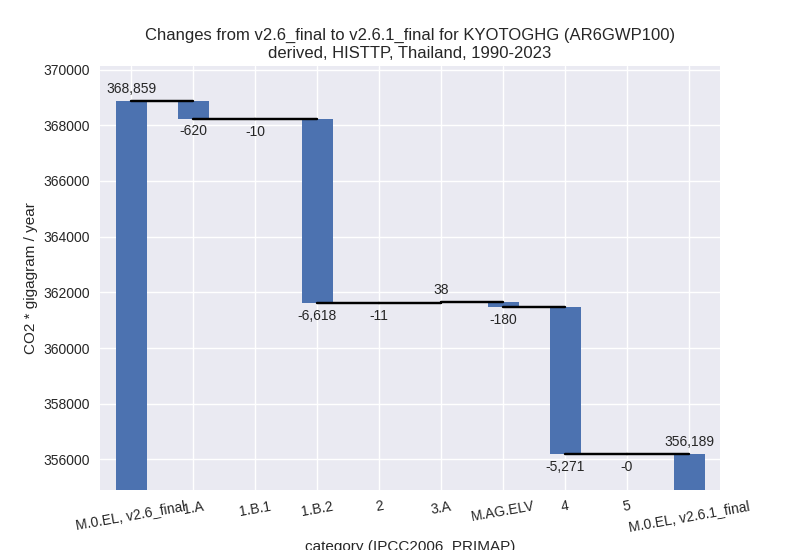 Changes from v2.6_final to v2.6.1_final for KYOTOGHG (AR6GWP100)
derived, HISTTP, Thailand, 1990-2023
CO2 * gigagram / year
370000
368000
366000
364000
362000
360000
358000
356000
368,859
-620
-10
-6,618
-11
38
-180
-5,271
-0
356,189
M.0.EL, v2.6_final
1.A
1.B.1
1.B.2
2
3.A
M.AG.ELV
4
5
M.0.EL, v2.6.1_final
category (IPCC2006_PRIMAP)